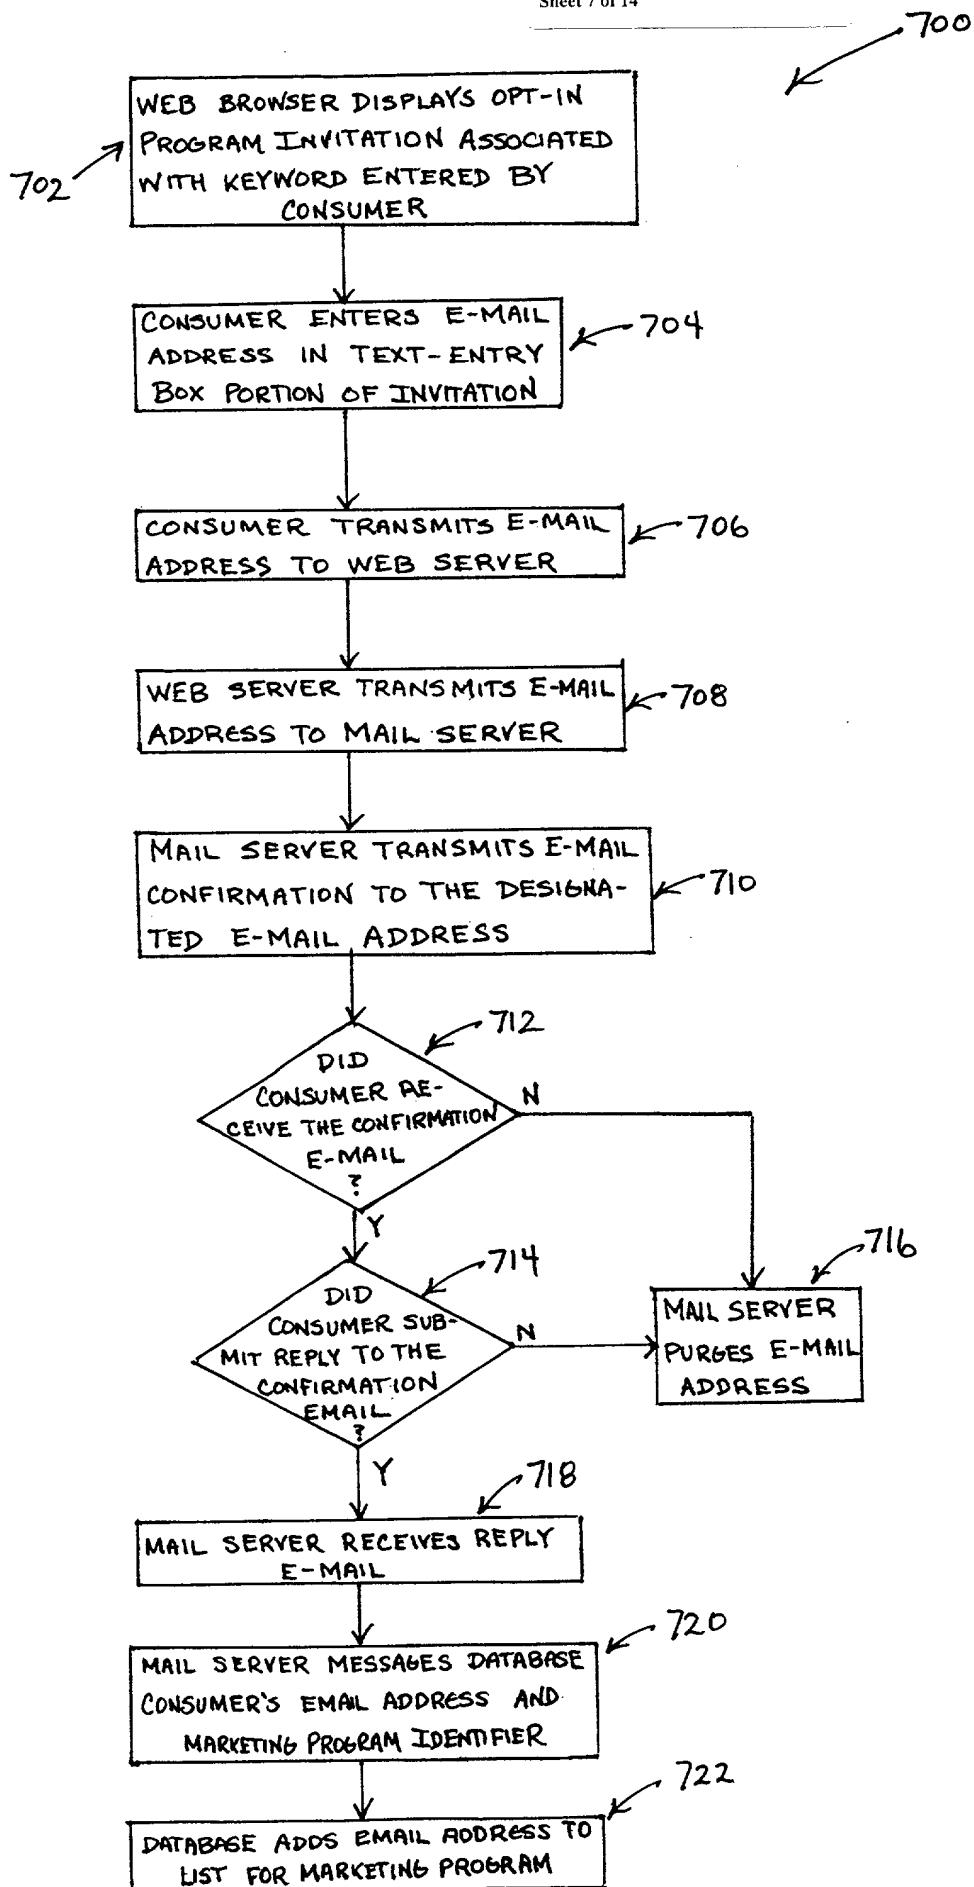 Sheet 7 of 14
700
WEB BROWSER DISPLAYS OPT-IN
PROGRAM INVITATION ASSOCIATED
WITH KEYWORD ENTERED BY
CONSUMER
702
CONSUMER ENTERS E-MAIL
ADDRESS IN TEXT-ENTRY
BOX PORTION OF INVITATION
704
CONSUMER TRANSMITS E-MAIL
ADDRESS TO WEB SERVER
706
WEB SERVER TRANSMITS E-MAIL
ADDRESS TO MAIL SERVER
708
MAIL SERVER TRANSMITS E-MAIL
CONFIRMATION TO THE DESIGNA-
TED E-MAIL ADDRESS
710
712
DID
CONSUMER RE-
CEIVE THE CONFIRMATION
E-MAIL
?
N
Y
714
DID
CONSUMER SUB-
MIT REPLY TO THE
CONFIRMATION
EMAIL
?
N
Y
716
MAIL SERVER
PURGES E-MAIL
ADDRESS
718
MAIL SERVER RECEIVES REPLY
E-MAIL
720
MAIL SERVER MESSAGES DATABASE
CONSUMER'S EMAIL ADDRESS AND
MARKETING PROGRAM IDENTIFIER
722
DATABASE ADDS EMAIL ADDRESS TO
LIST FOR MARKETING PROGRAM